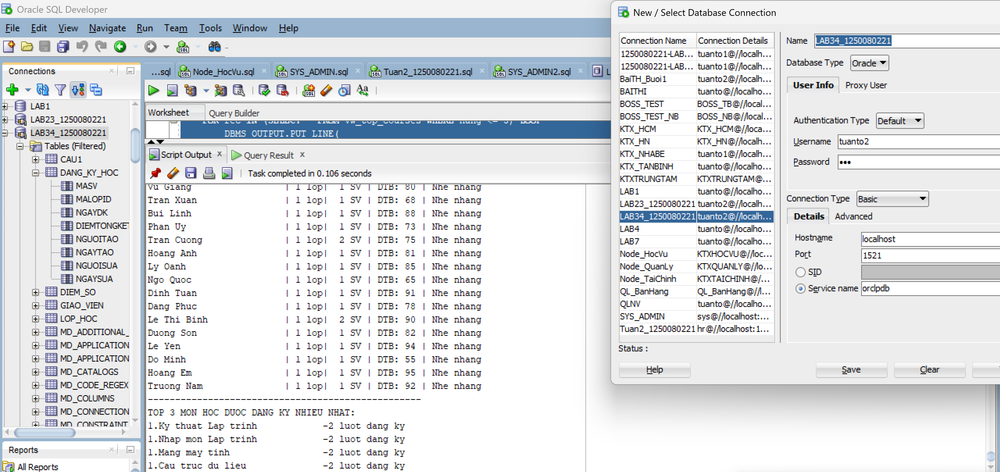 Oracle SQL Developer
File Edit View Navigate Run Team Tools Window Help
Connections
LAB1
LAB23_1250080221
LAB34_1250080221
Tables (Filtered)
CAU1
DANG_KY_HOC
MASV
MALOPID
NGAYDK
DIEMTONGKET
NGUOITAO
NGAYTAO
NGUOISUA
NGAYSUA
DIEM_SO
GIAO_VIEN
LOP_HOC
MD_ADDITIONAL_
MD_APPLICATION
MD_APPLICATION
MD_CATALOGS
MD_CODE_REGEX
MD_COLUMNS
MD_CONNECTION
MD_CONSTRAINT
Reports
All Reports
...sql Node_HocVu.sql SYS_ADMIN.sql Tuan2_1250080221.sql SYS_ADMIN2.sql L
Worksheet Query Builder
FOR rec IN (SELECT * FROM vw_top_courses WHERE hang <= 3) LOOP
DBMS_OUTPUT.PUT_LINE(
Script Output Query Result
Task completed in 0.106 seconds
Vu Giang | 1 lop| 1 SV | DTB: 80 | Nhe nhang
Tran Xuan | 1 lop| 1 SV | DTB: 68 | Nhe nhang
Bui Linh | 1 lop| 1 SV | DTB: 88 | Nhe nhang
Phan Uy | 1 lop| 1 SV | DTB: 73 | Nhe nhang
Tran Cuong | 1 lop| 2 SV | DTB: 75 | Nhe nhang
Hoang Anh | 1 lop| 1 SV | DTB: 81 | Nhe nhang
Ly Oanh | 1 lop| 1 SV | DTB: 85 | Nhe nhang
Ngo Quoc | 1 lop| 1 SV | DTB: 65 | Nhe nhang
Dinh Tuan | 1 lop| 1 SV | DTB: 91 | Nhe nhang
Dang Phuc | 1 lop| 1 SV | DTB: 78 | Nhe nhang
Le Thi Binh | 1 lop| 2 SV | DTB: 90 | Nhe nhang
Duong Son | 1 lop| 1 SV | DTB: 82 | Nhe nhang
Le Yen | 1 lop| 1 SV | DTB: 94 | Nhe nhang
Do Minh | 1 lop| 1 SV | DTB: 55 | Nhe nhang
Hoang Em | 1 lop| 1 SV | DTB: 95 | Nhe nhang
Truong Nam | 1 lop| 1 SV | DTB: 92 | Nhe nhang
--------------------------------------------------
TOP 3 MON HOC DUOC DANG KY NHIEU NHAT:
1.Ky thuat Lap trinh -2 luot dang ky
1.Nhap mon Lap trinh -2 luot dang ky
1.Mang may tinh -2 luot dang ky
1.Cau truc du lieu -2 luot dang ky
New / Select Database Connection
Connection Name Connection Details
1250080221-LAB... tuanto1@//localh...
1250080221-LAB... tuanto1@//localh...
BaiTH_Buoi1 tuanto2@//localh...
BAITHI tuanto@//localho...
BOSS_TEST BOSS_TB@//local...
BOSS_TEST_NB BOSS_NB@//local...
KTX_HCM KTX_HCM@//loca...
KTX_HN KTX_HN@//local...
KTX_NHABE tuanto1@//localh...
KTX_TANBINH tuanto@//localho...
KTXTRUNGTAM KTXTRUNGTAM@...
LAB1 tuanto@//localho...
LAB23_1250080221 tuanto2@//localh...
LAB34_1250080221 tuanto2@//localh...
LAB4 tuanto@//localho...
LAB7 tuanto@//localho...
Node_HocVu KTXHOCVU@//loc...
Node_QuanLy KTXQUANLY@//lo...
Node_TaiChinh KTXTAICHINH@/...
QL_BanHang QL_BanHang@//l...
QLNV tuanto@//localho...
SYS_ADMIN sys@//localhost:...
Tuan2_1250080221 hr@//localhost:1...
Status :
Help
Name LAB34_1250080221
Database Type Oracle
User Info Proxy User
Authentication Type Default
Username tuanto2
Password •••
Connection Type Basic
Details Advanced
Hostname localhost
Port 1521
SID
Service name orclpdb
Save Clear